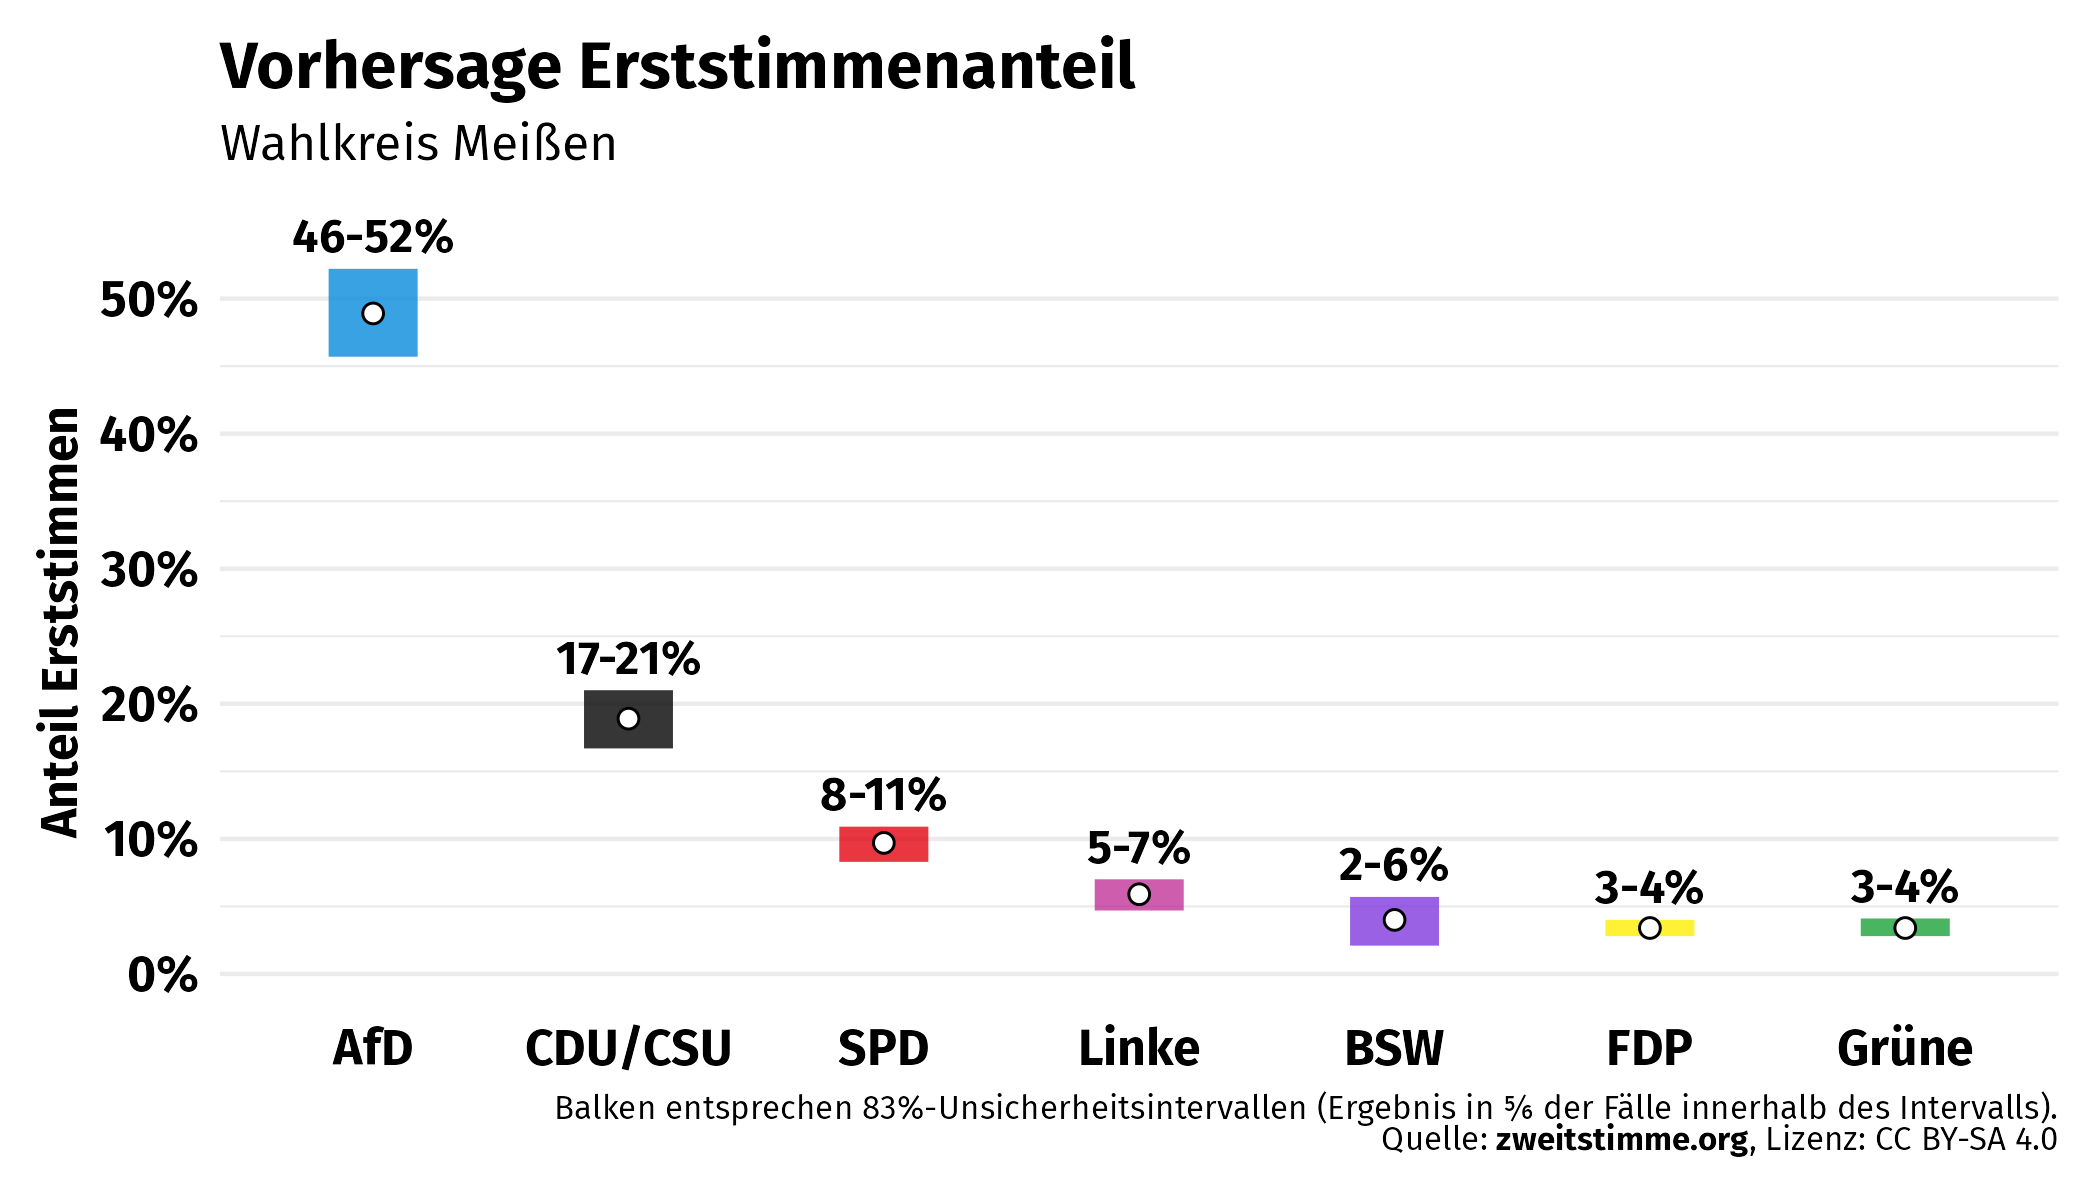 Vorhersage Erststimmenanteil
Wahlkreis Meißen
46-52%
50%
40%
30%
17-21%
20%
8-11%
10%
5-7%
2-6%
3-4%
3-4%
0%
Anteil Erststimmen
AfD CDU/CSU SPD Linke BSW FDP Grüne
Balken entsprechen 83%-Unsicherheitsintervallen (Ergebnis in ⅚ der Fälle innerhalb des Intervalls).
Quelle: zweitstimme.org, Lizenz: CC BY-SA 4.0